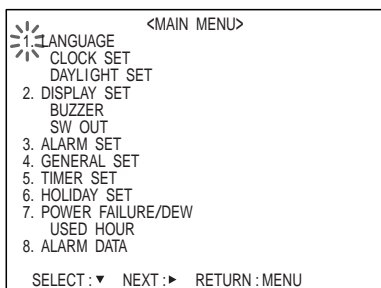 <MAIN MENU>
1. LANGUAGE
CLOCK SET
DAYLIGHT SET
2. DISPLAY SET
BUZZER
SW OUT
3. ALARM SET
4. GENERAL SET
5. TIMER SET
6. HOLIDAY SET
7. POWER FAILURE/DEW
USED HOUR
8. ALARM DATA
SELECT : ▼ NEXT : ▶ RETURN : MENU